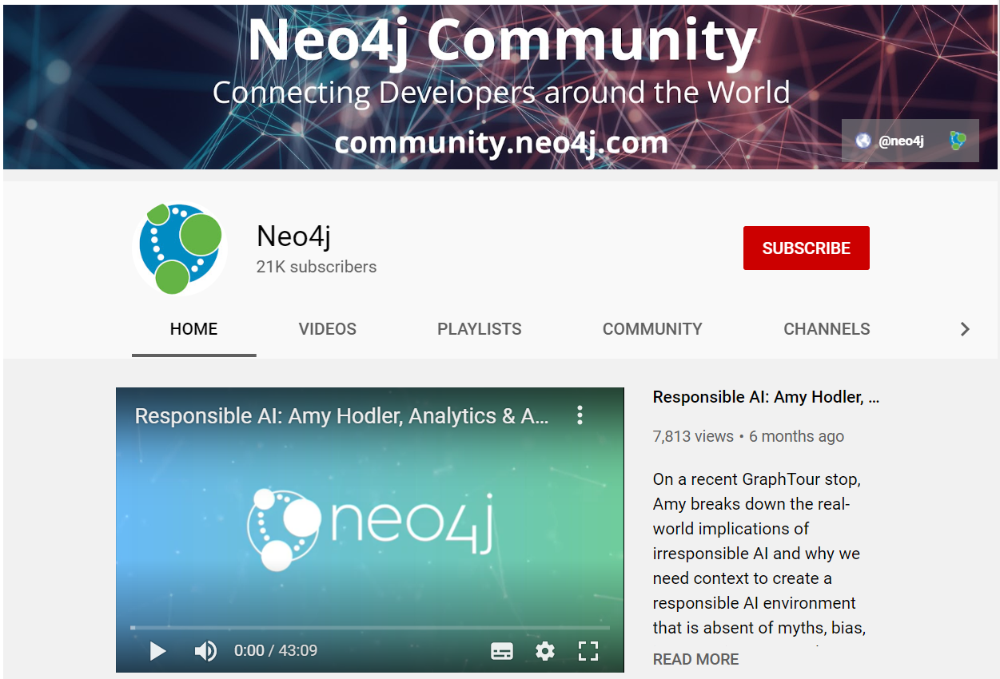 Neo4j Community
Connecting Developers around the World
community.neo4j.com
@neo4j
Neo4j
21K subscribers
SUBSCRIBE
HOME VIDEOS PLAYLISTS COMMUNITY CHANNELS
Responsible AI: Amy Hodler, Analytics & A...
neo4j
0:00 / 43:09
Responsible AI: Amy Hodler, ...
7,813 views • 6 months ago
On a recent GraphTour stop,
Amy breaks down the real-
world implications of
irresponsible AI and why we
need context to create a
responsible AI environment
that is absent of myths, bias,
READ MORE